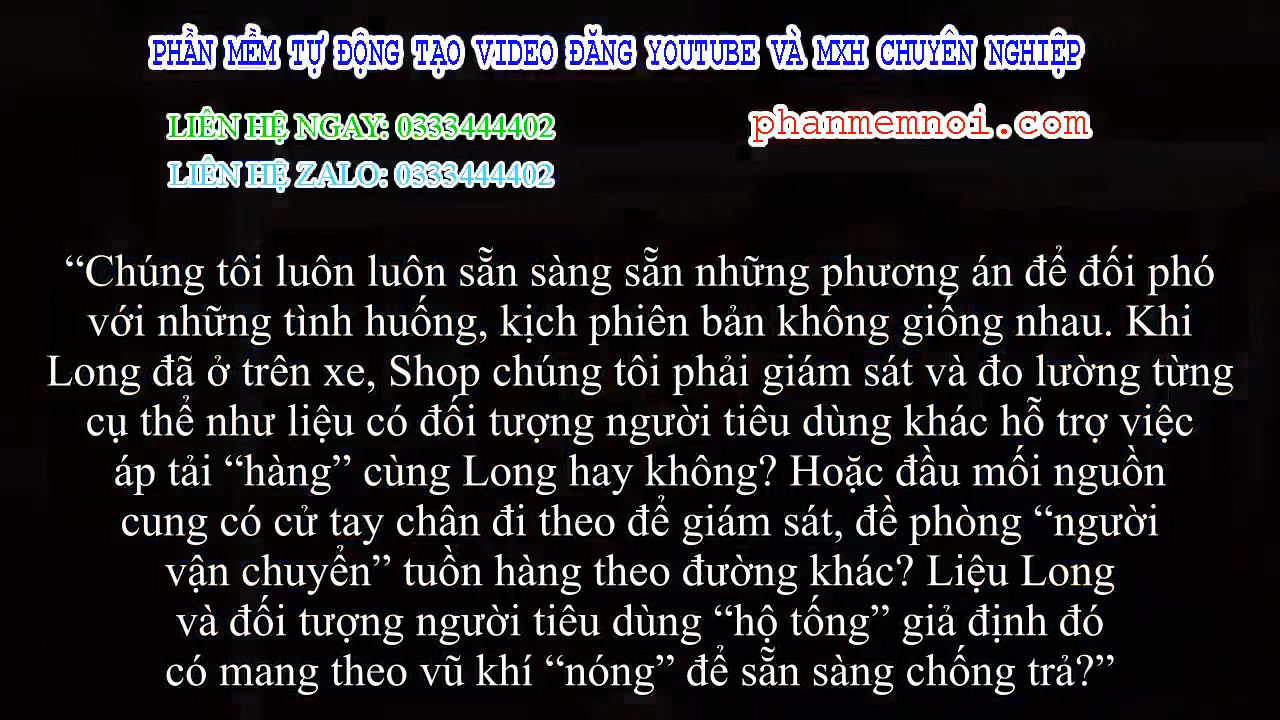 PHẦN MỀM TỰ ĐỘNG TẠO VIDEO ĐĂNG YOUTUBE VÀ MXH CHUYÊN NGHIỆP
LIÊN HỆ NGAY: 0333444402
phanmemnoi.com
LIÊN HỆ ZALO: 0333444402
“Chúng tôi luôn luôn sẵn sàng sẵn những phương án để đối phó
với những tình huống, kịch phiên bản không giống nhau. Khi
Long đã ở trên xe, Shop chúng tôi phải giám sát và đo lường từng
cụ thể như liệu có đối tượng người tiêu dùng khác hỗ trợ việc
áp tải “hàng” cùng Long hay không? Hoặc đầu mối nguồn
cung có cử tay chân đi theo để giám sát, đề phòng “người
vận chuyển” tuồn hàng theo đường khác? Liệu Long
và đối tượng người tiêu dùng “hộ tống” giả định đó
có mang theo vũ khí “nóng” để sẵn sàng chống trả?”